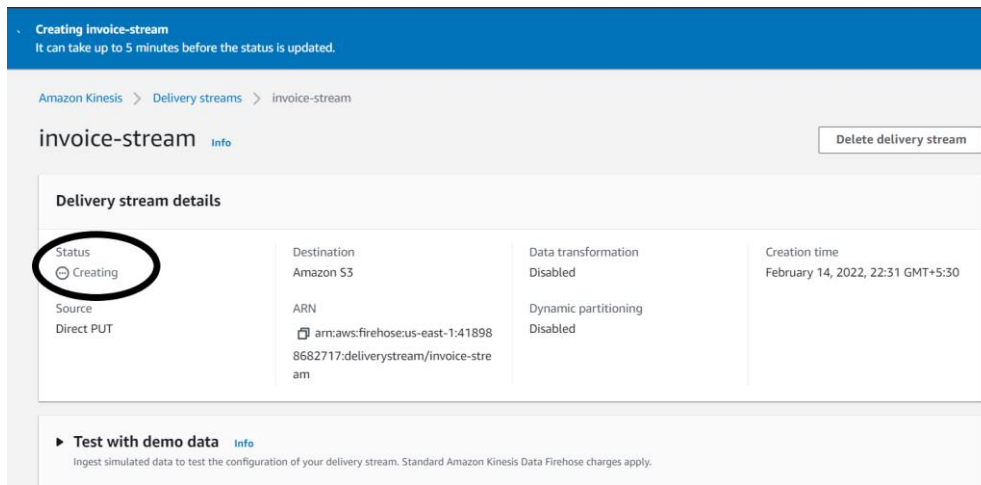 Creating invoice-stream
It can take up to 5 minutes before the status is updated.
Amazon Kinesis > Delivery streams > invoice-stream
invoice-stream Info
Delete delivery stream
Delivery stream details
Status
Creating
Source
Direct PUT
Destination
Amazon S3
ARN
arn:aws:firehose:us-east-1:41898
8682717:deliverystream/invoice-stre
am
Data transformation
Disabled
Dynamic partitioning
Disabled
Creation time
February 14, 2022, 22:31 GMT+5:30
Test with demo data Info
Ingest simulated data to test the configuration of your delivery stream. Standard Amazon Kinesis Data Firehose charges apply.